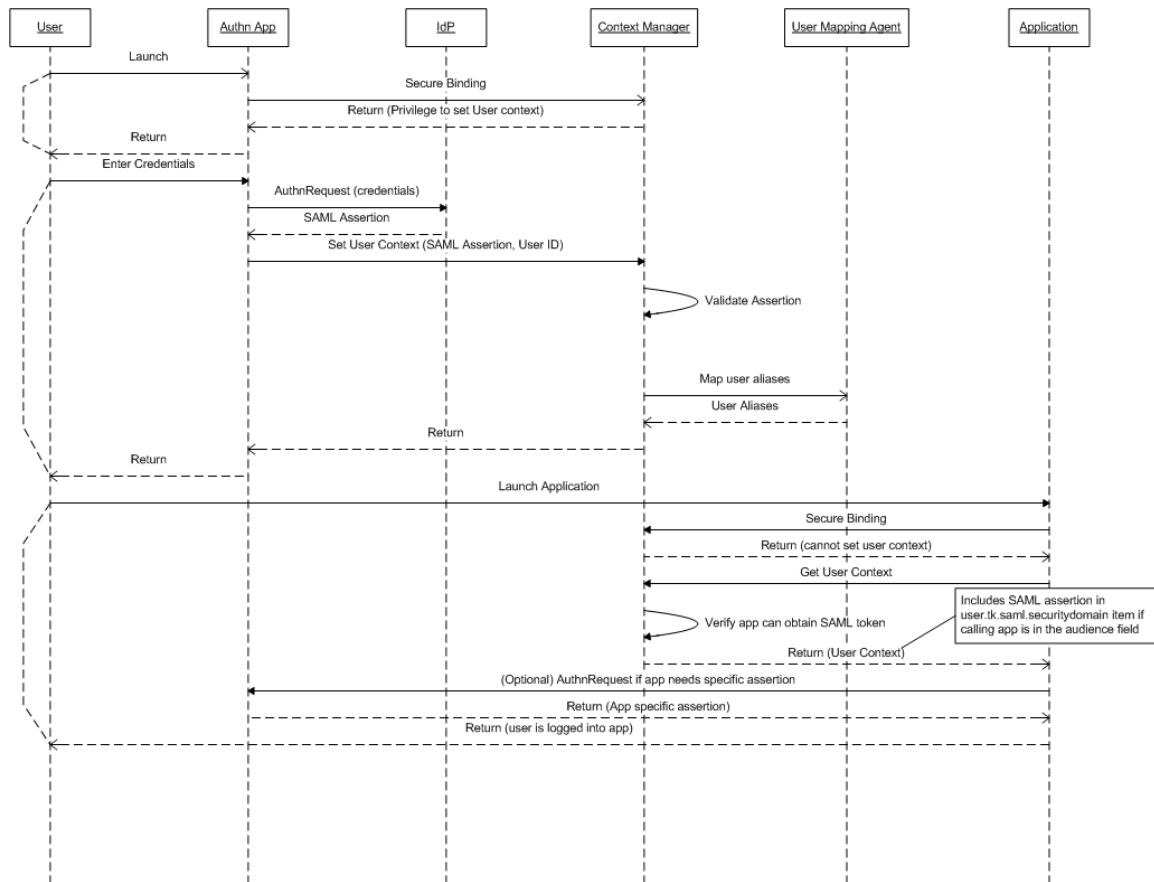 User
Authn App
IdP
Context Manager
User Mapping Agent
Application
Launch
Secure Binding
Return (Privilege to set User context)
Return
Enter Credentials
AuthnRequest (credentials)
SAML Assertion
Set User Context (SAML Assertion, User ID)
Validate Assertion
Map user aliases
User Aliases
Return
Return
Launch Application
Secure Binding
Return (cannot set user context)
Get User Context
Includes SAML assertion in
user.tk.saml.securitydomain item if
calling app is in the audience field
Verify app can obtain SAML token
Return (User Context)
(Optional) AuthnRequest if app needs specific assertion
Return (App specific assertion)
Return (user is logged into app)